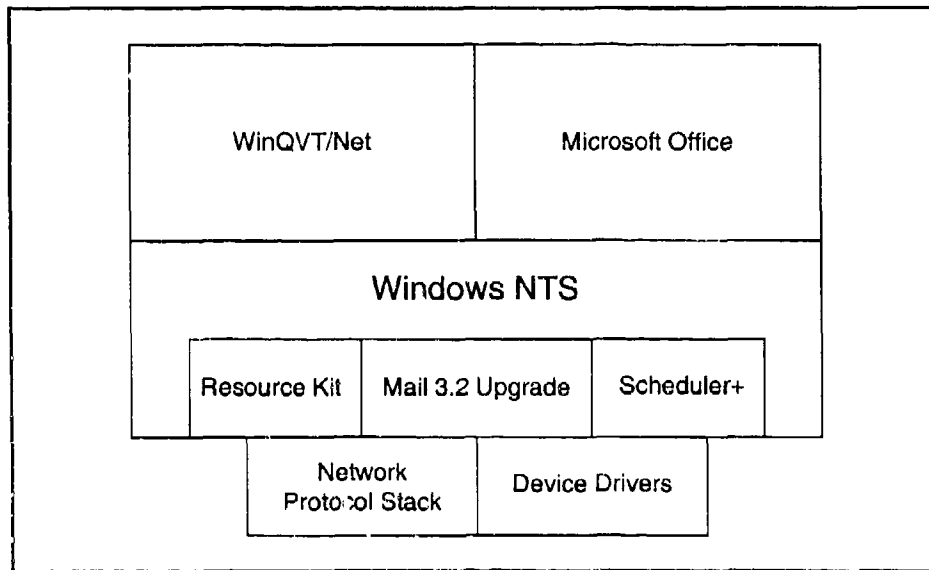 WinQVT/Net
Microsoft Office
Windows NTS
Resource Kit
Mail 3.2 Upgrade
Scheduler+
Network
Protocol Stack
Device Drivers